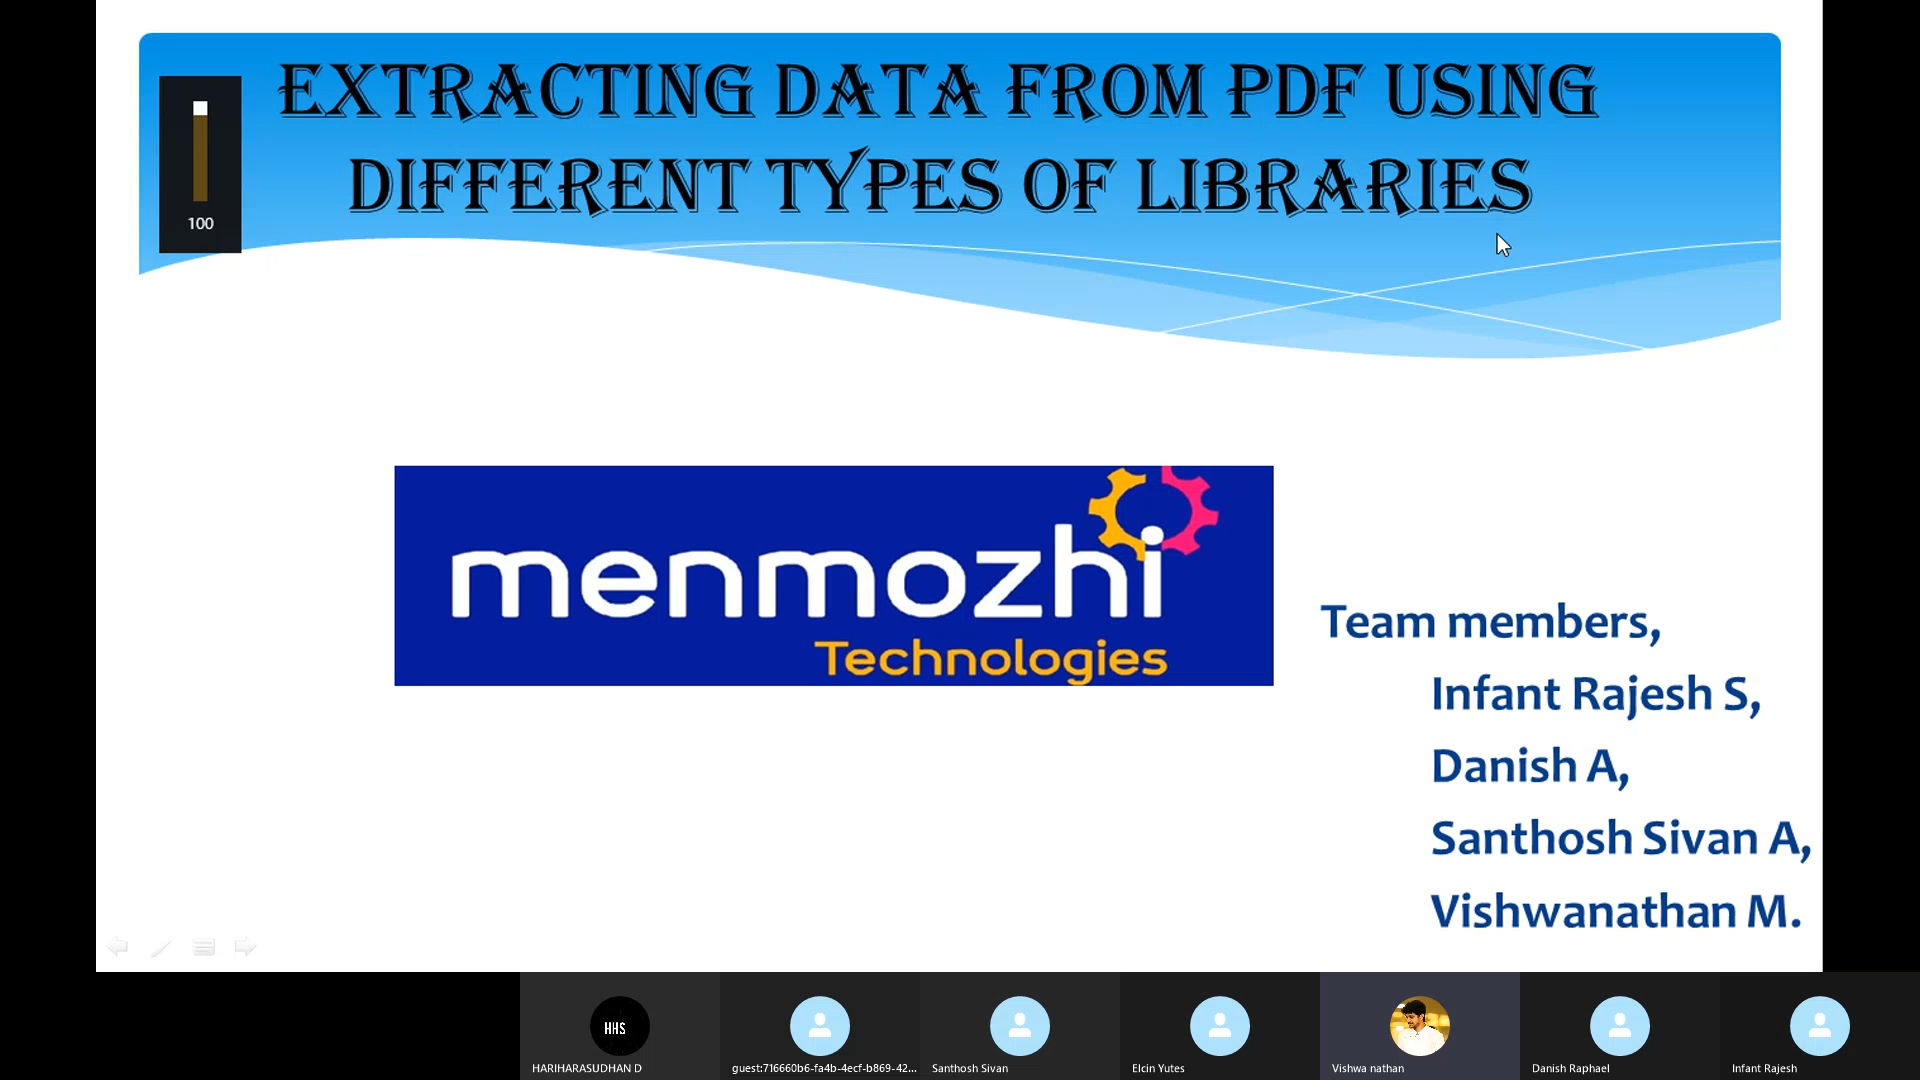 EXTRACTING DATA FROM PDF USING
DIFFERENT TYPES OF LIBRARIES
100
menmozhi
Technologies
Team members,
Infant Rajesh S,
Danish A,
Santhosh Sivan A,
Vishwanathan M.
HHS
HARIHARASUDHAN D
guest:716660b6-fa4b-4ecf-b869-42...
Santhosh Sivan
Elcin Yutes
Vishwa nathan
Danish Raphael
Infant Rajesh